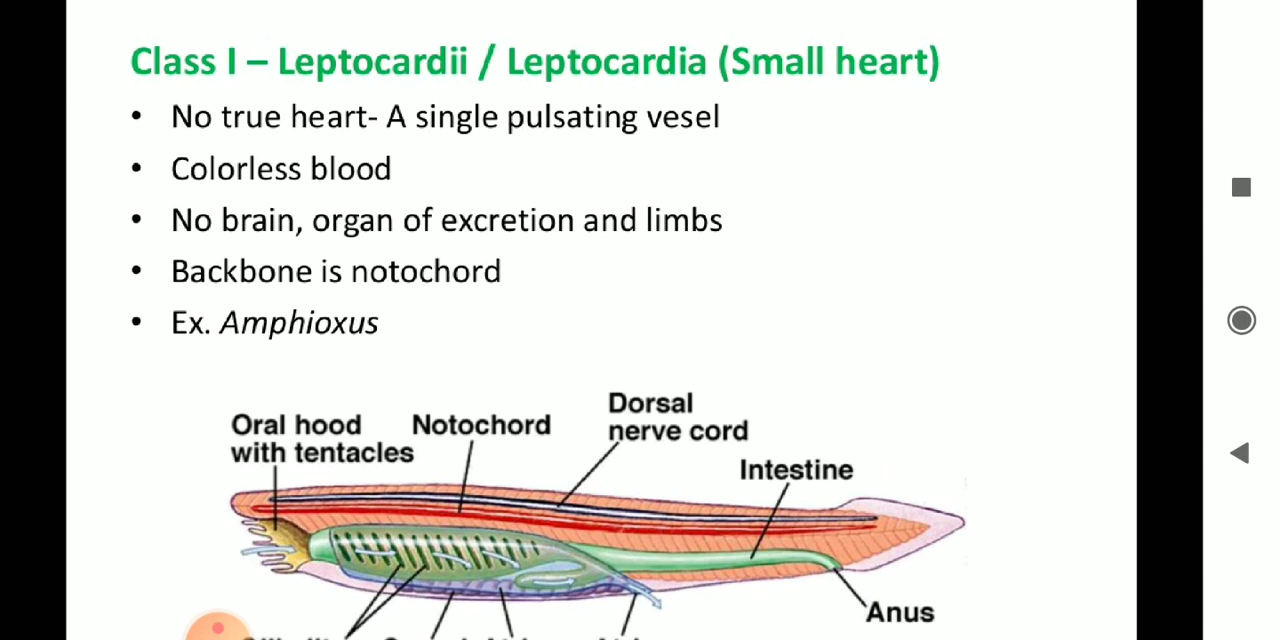 Class I – Leptocardii / Leptocardia (Small heart)
• No true heart- A single pulsating vesel
• Colorless blood
• No brain, organ of excretion and limbs
• Backbone is notochord
• Ex. Amphioxus
Oral hood
with tentacles
Notochord
Dorsal
nerve cord
Intestine
Anus